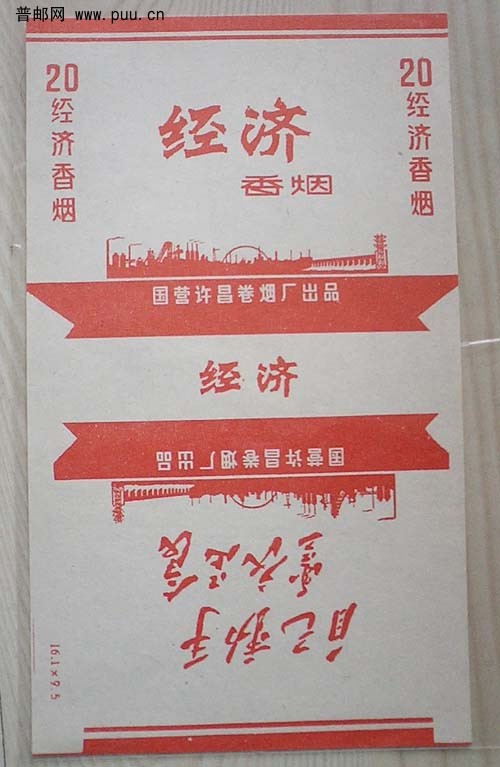 普邮网 www.puu.cn
20
经济香烟
20
经济香烟
经济
香烟
国营许昌卷烟厂出品
经济
国营许昌卷烟厂出品
自己动手
丰衣足食
16.1×9.5